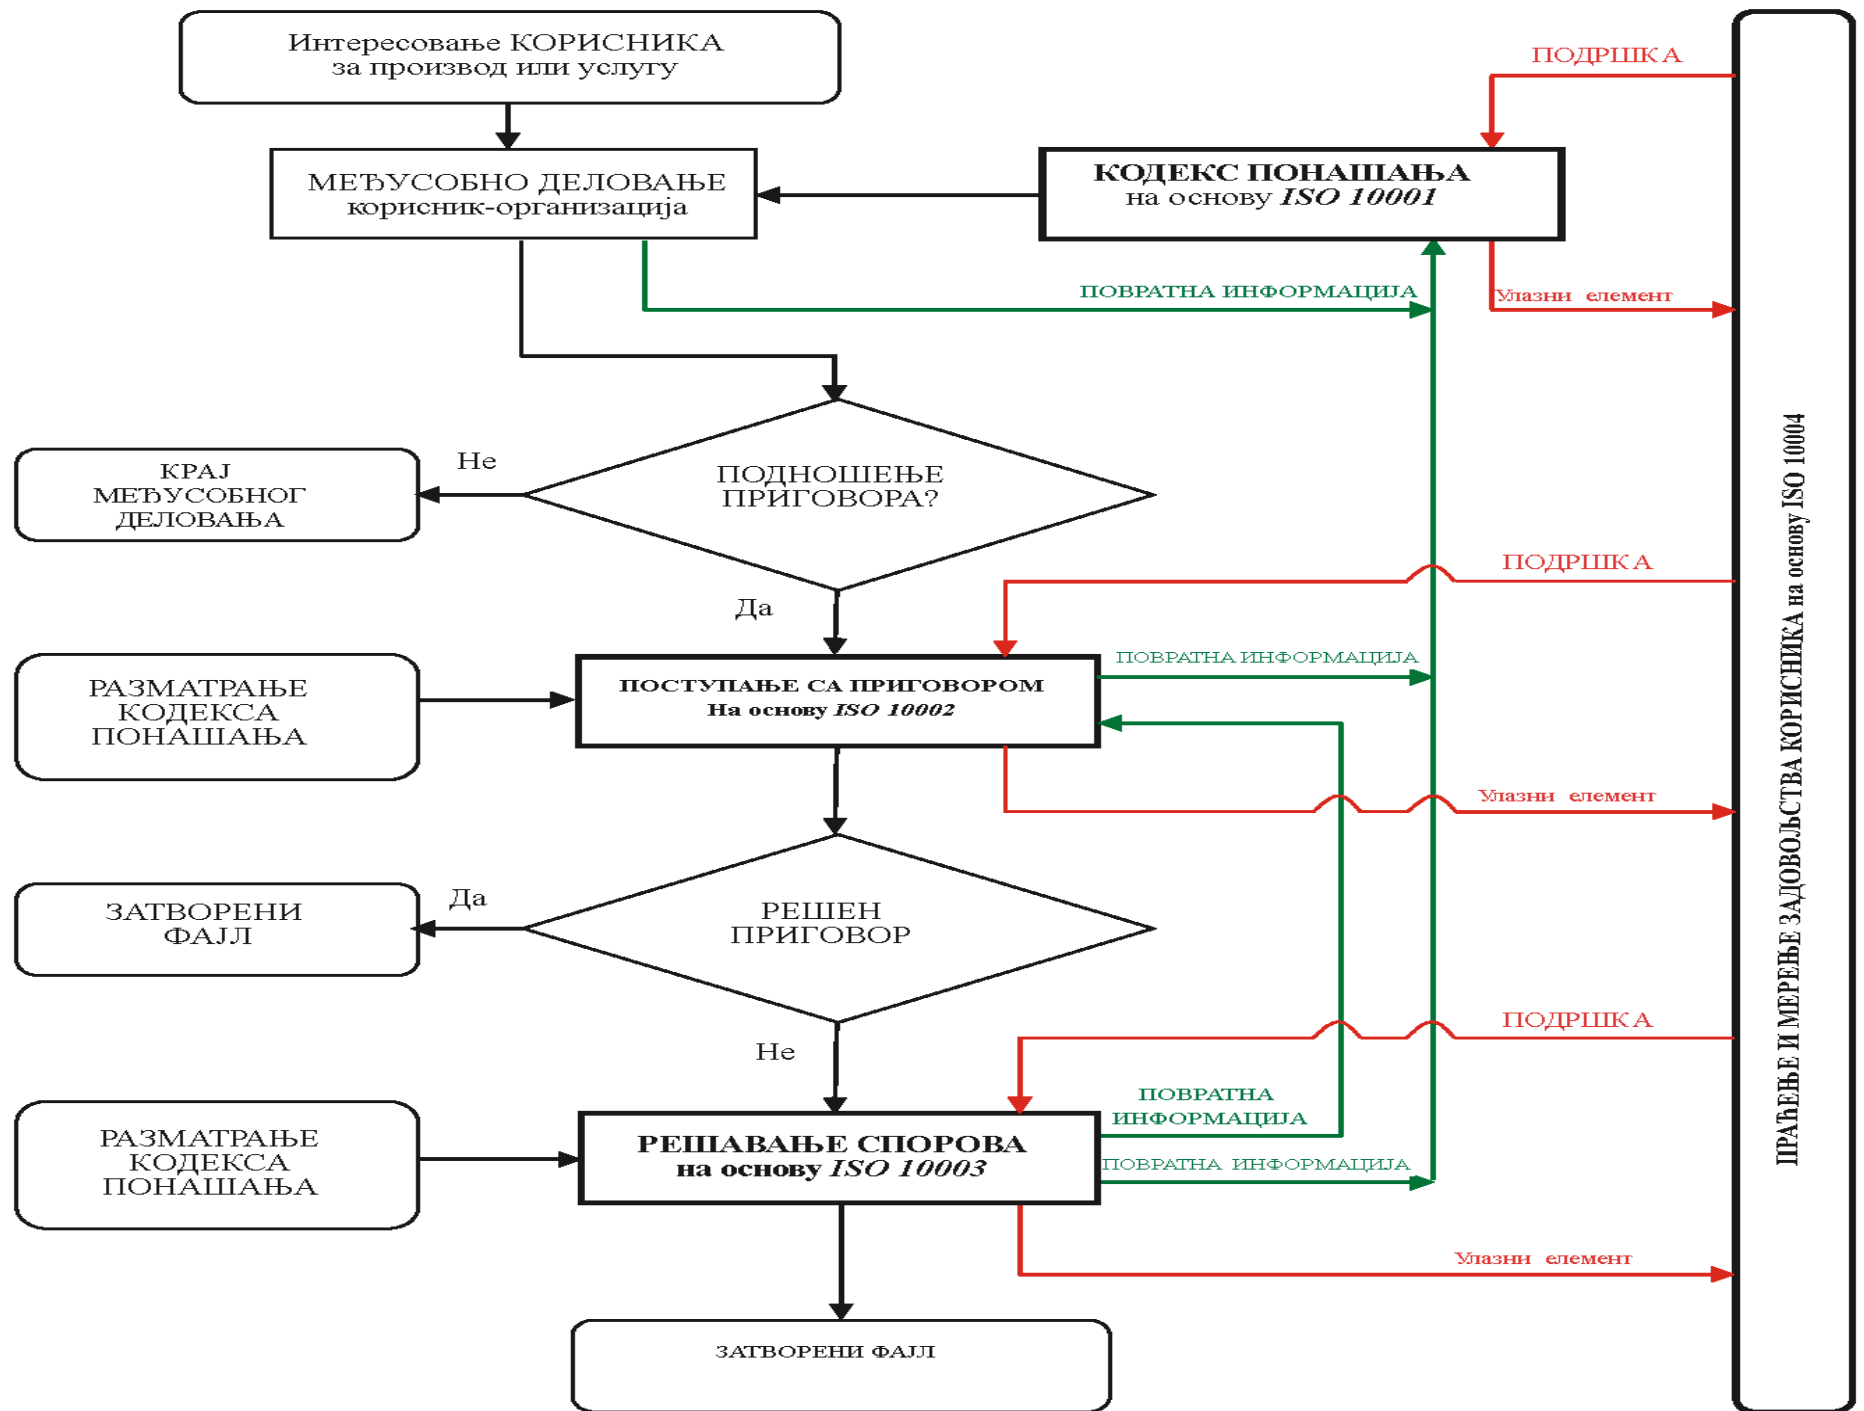 Интересовање КОРИСНИКА
за производ или услугу
ПОДРШКА
МЕЂУСОБНО ДЕЛОВАЊЕ
корисник-организација
КОДЕКС ПОНАШАЊА
на основу ISO 10001
ПОВРАТНА ИНФОРМАЦИЈА
Улазни елемент
Не
КРАЈ
МЕЂУСОБНОГ
ДЕЛОВАЊА
ПОДНОШЕЊЕ
ПРИГОВОРА?
ПОДРШКА
Да
РАЗМАТРАЊЕ
КОДЕКСА
ПОНАШАЊА
ПОСТУПАЊЕ СА ПРИГОВОРОМ
На основу ISO 10002
ПОВРАТНА ИНФОРМАЦИЈА
Улазни елемент
Да
ЗАТВОРЕНИ
ФАЈЛ
РЕШЕН
ПРИГОВОР
ПОДРШКА
Не
РАЗМАТРАЊЕ
КОДЕКСА
ПОНАШАЊА
РЕШАВАЊЕ СПОРОВА
на основу ISO 10003
ПОВРАТНА
ИНФОРМАЦИЈА
ПОВРАТНА ИНФОРМАЦИЈА
Улазни елемент
ЗАТВОРЕНИ ФАЈЛ
ПРАЋЕЊЕ И МЕРЕЊЕ ЗАДОВОЉСТВА КОРИСНИКА на основу ISO 10004